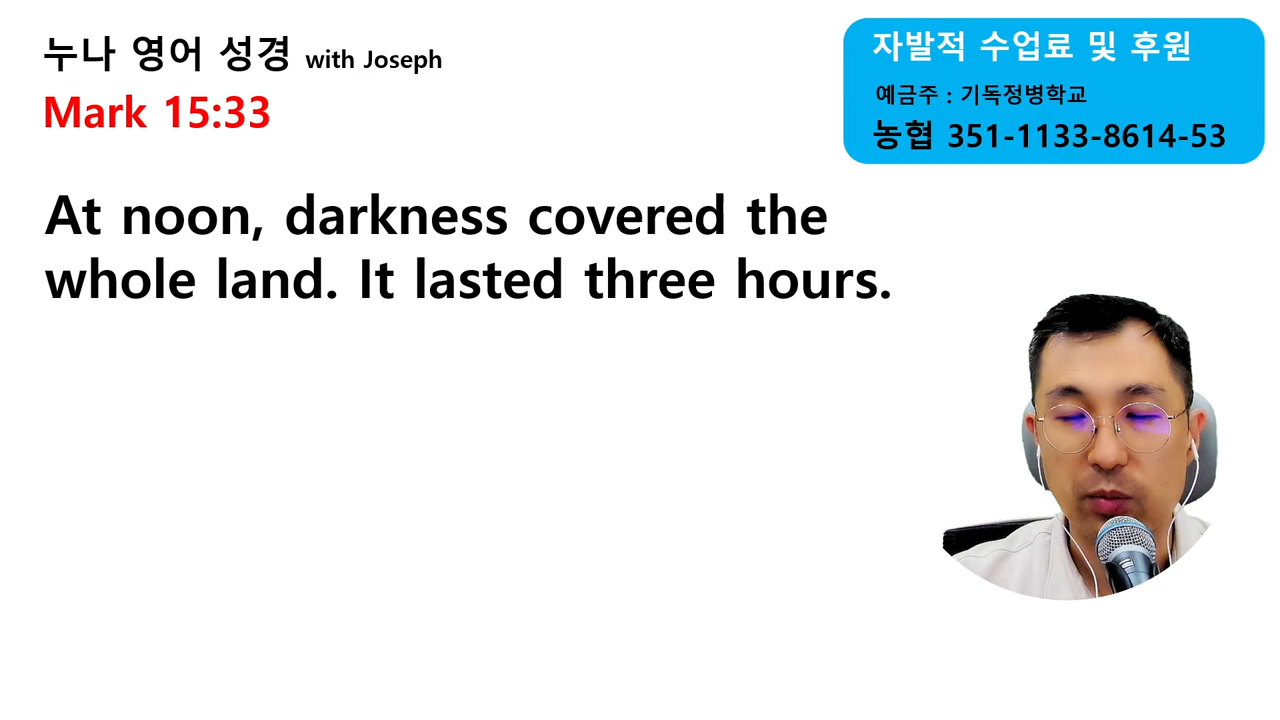 누나 영어 성경 with Joseph
Mark 15:33
자발적 수업료 및 후원
예금주 : 기독정병학교
농협 351-1133-8614-53
At noon, darkness covered the
whole land. It lasted three hours.